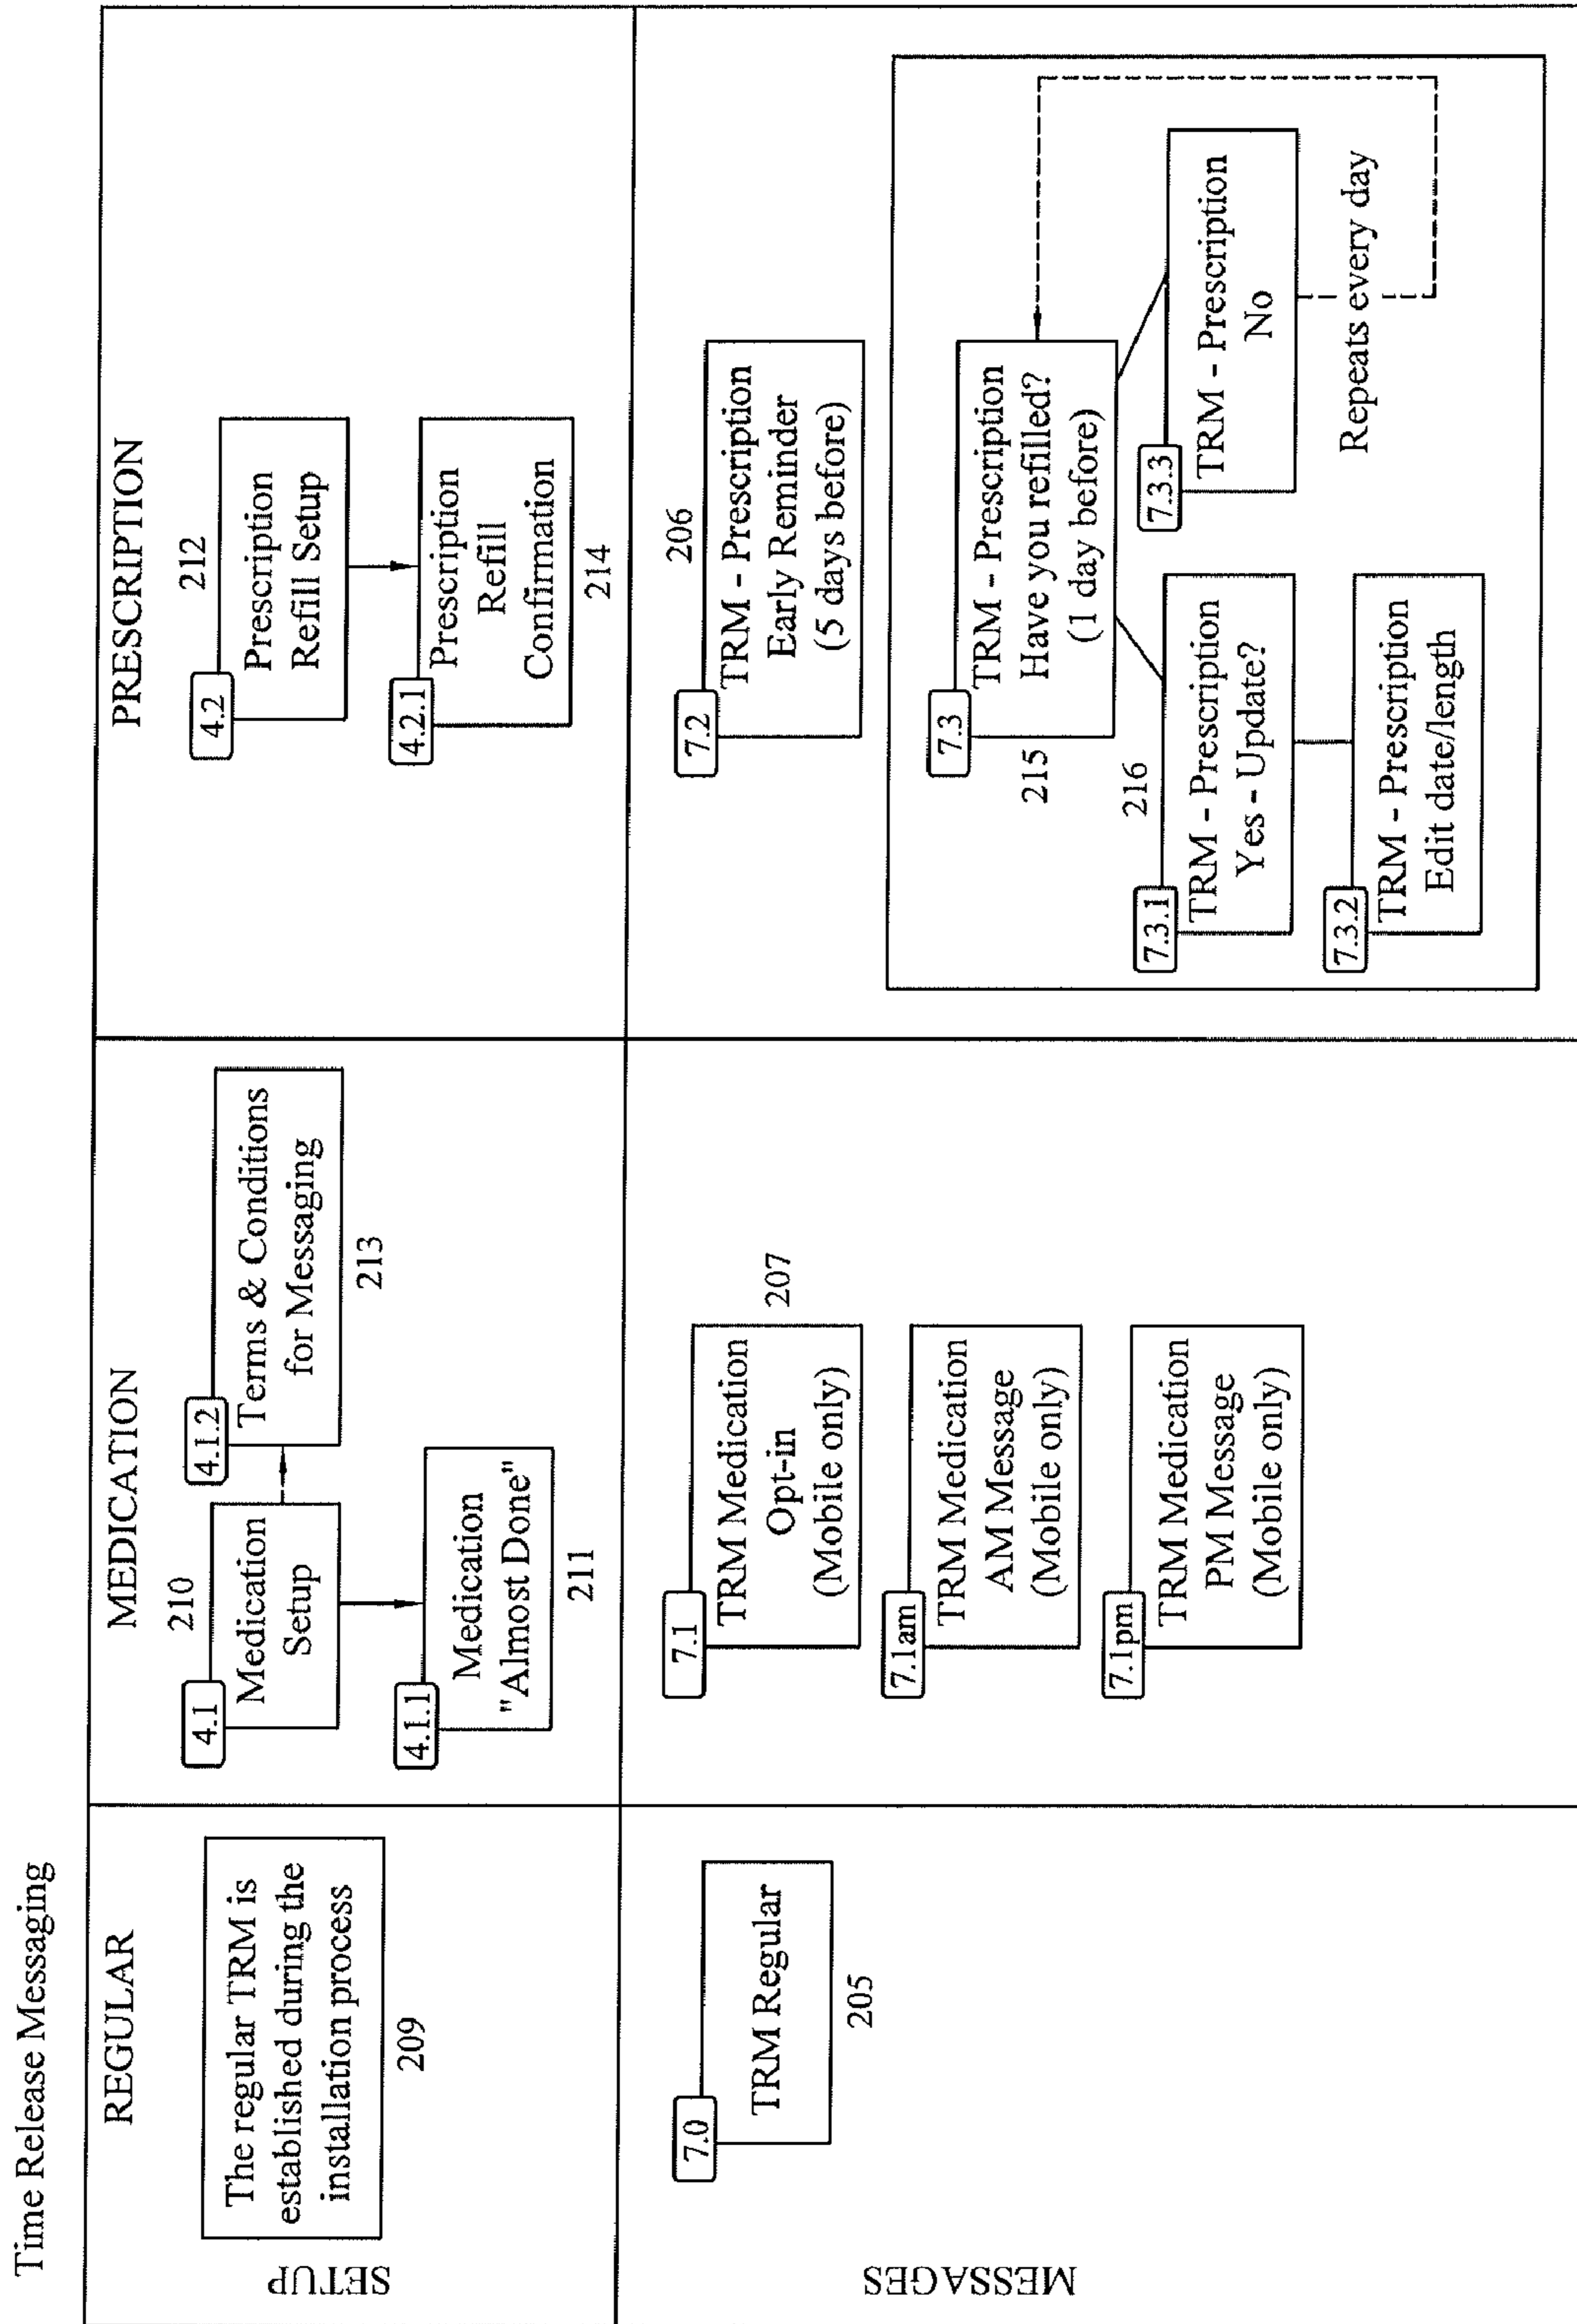 Time Release Messaging
REGULAR
MEDICATION
PRESCRIPTION
SETUP
The regular TRM is
established during the
installation process
209
210
4.1
Medication
Setup
4.1.2
Terms & Conditions
for Messaging
213
4.1.1
Medication
"Almost Done"
211
212
4.2
Prescription
Refill Setup
4.2.1
Prescription
Refill
Confirmation
214
MESSAGES
7.0
TRM Regular
205
7.1
TRM Medication
Opt-in
(Mobile only)
207
7.1am
TRM Medication
AM Message
(Mobile only)
7.1pm
TRM Medication
PM Message
(Mobile only)
206
7.2
TRM - Prescription
Early Reminder
(5 days before)
7.3
TRM - Prescription
Have you refilled?
(1 day before)
215
216
7.3.1
TRM - Prescription
Yes - Update?
7.3.2
TRM - Prescription
Edit date/length
7.3.3
TRM - Prescription
No
Repeats every day